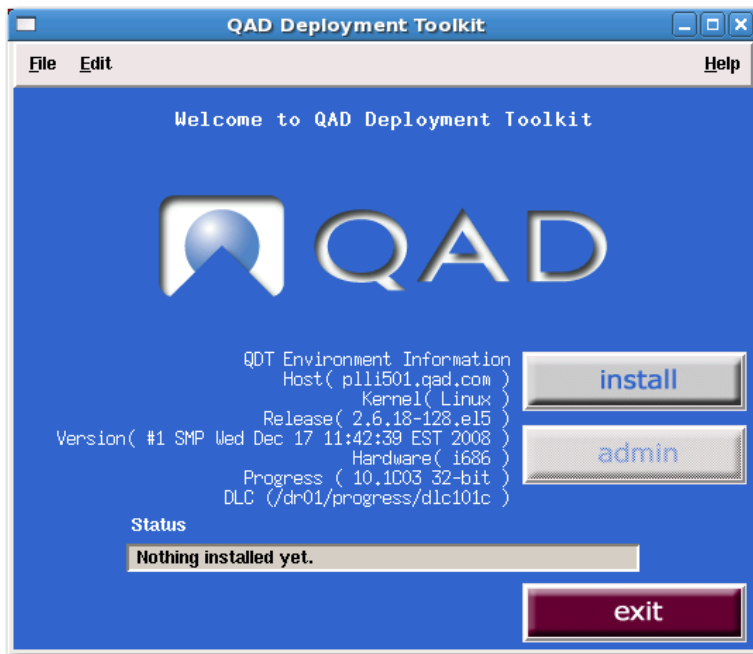 QAD Deployment Toolkit
File Edit Help
Welcome to QAD Deployment Toolkit
QAD
QDT Environment Information
Host( plli501.qad.com )
Kernel( Linux )
Release( 2.6.18-128.el5 )
Version( #1 SMP Wed Dec 17 11:42:39 EST 2008 )
Hardware( i686 )
Progress ( 10.1C03 32-bit )
DLC (/dr01/progress/dlc101c )
install
admin
Status
Nothing installed yet.
exit